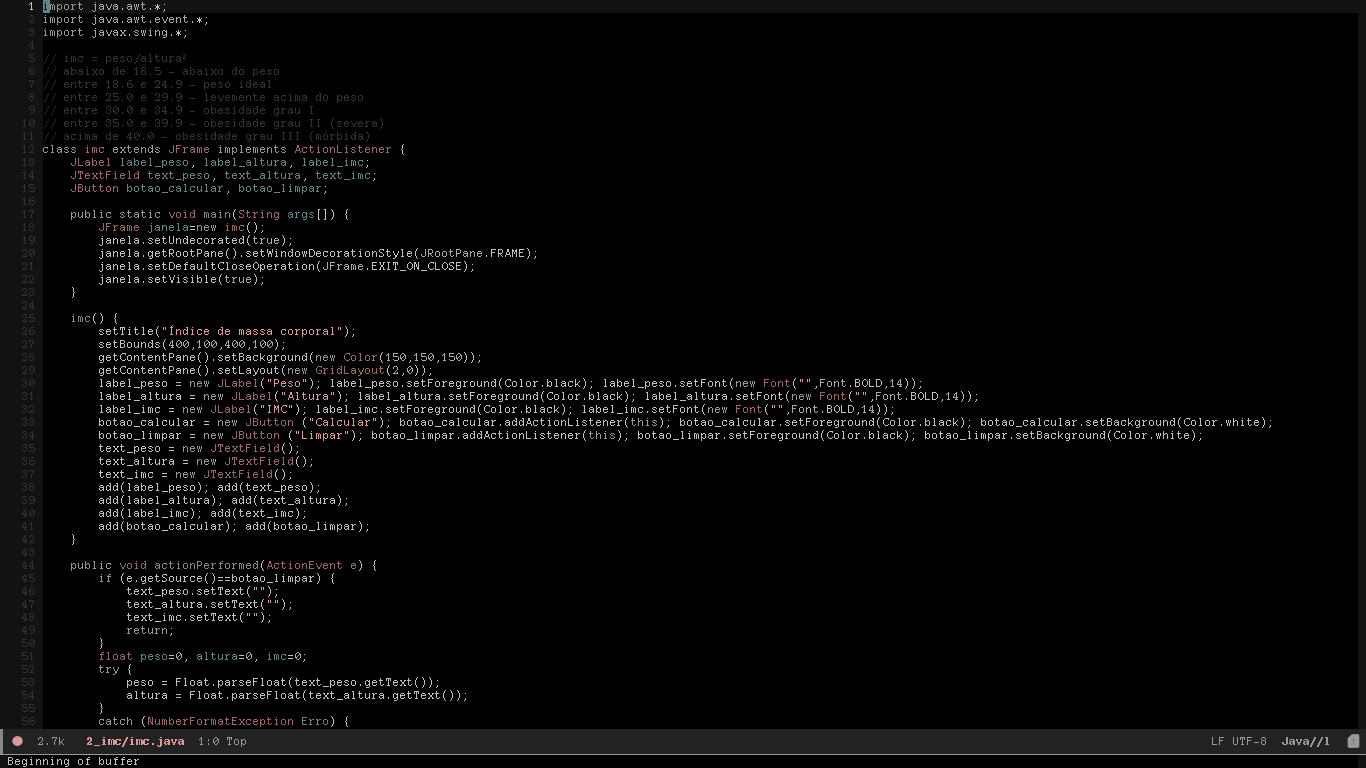 1 import java.awt.*;
2 import java.awt.event.*;
3 import javax.swing.*;
4
5 // imc = peso/altura²
6 // abaixo de 18.5 - abaixo do peso
7 // entre 18.6 e 24.9 - peso ideal
8 // entre 25.0 e 29.9 - levemente acima do peso
9 // entre 30.0 e 34.9 - obesidade grau I
10 // entre 35.0 e 39.9 - obesidade grau II (severa)
11 // acima de 40.0 - obesidade grau III (mórbida)
12 class imc extends JFrame implements ActionListener {
13     JLabel label_peso, label_altura, label_imc;
14     JTextField text_peso, text_altura, text_imc;
15     JButton botao_calcular, botao_limpar;
16
17     public static void main(String args[]) {
18         JFrame janela=new imc();
19         janela.setUndecorated(true);
20         janela.getRootPane().setWindowDecorationStyle(JRootPane.FRAME);
21         janela.setDefaultCloseOperation(JFrame.EXIT_ON_CLOSE);
22         janela.setVisible(true);
23     }
24
25     imc() {
26         setTitle("Índice de massa corporal");
27         setBounds(400,100,400,100);
28         getContentPane().setBackground(new Color(150,150,150));
29         getContentPane().setLayout(new GridLayout(2,0));
30         label_peso = new JLabel("Peso"); label_peso.setForeground(Color.black); label_peso.setFont(new Font("",Font.BOLD,14));
31         label_altura = new JLabel("Altura"); label_altura.setForeground(Color.black); label_altura.setFont(new Font("",Font.BOLD,14));
32         label_imc = new JLabel("IMC"); label_imc.setForeground(Color.black); label_imc.setFont(new Font("",Font.BOLD,14));
33         botao_calcular = new JButton ("Calcular"); botao_calcular.addActionListener(this); botao_calcular.setForeground(Color.black); botao_calcular.setBackground(Color.white);
34         botao_limpar = new JButton ("Limpar"); botao_limpar.addActionListener(this); botao_limpar.setForeground(Color.black); botao_limpar.setBackground(Color.white);
35         text_peso = new JTextField();
36         text_altura = new JTextField();
37         text_imc = new JTextField();
38         add(label_peso); add(text_peso);
39         add(label_altura); add(text_altura);
40         add(label_imc); add(text_imc);
41         add(botao_calcular); add(botao_limpar);
42     }
43
44     public void actionPerformed(ActionEvent e) {
45         if (e.getSource()==botao_limpar) {
46             text_peso.setText("");
47             text_altura.setText("");
48             text_imc.setText("");
49             return;
50         }
51         float peso=0, altura=0, imc=0;
52         try {
53             peso = Float.parseFloat(text_peso.getText());
54             altura = Float.parseFloat(text_altura.getText());
55         }
56         catch (NumberFormatException Erro) {
2.7k 2_imc/imc.java 1:0 Top LF UTF-8 Java//l
Beginning of buffer